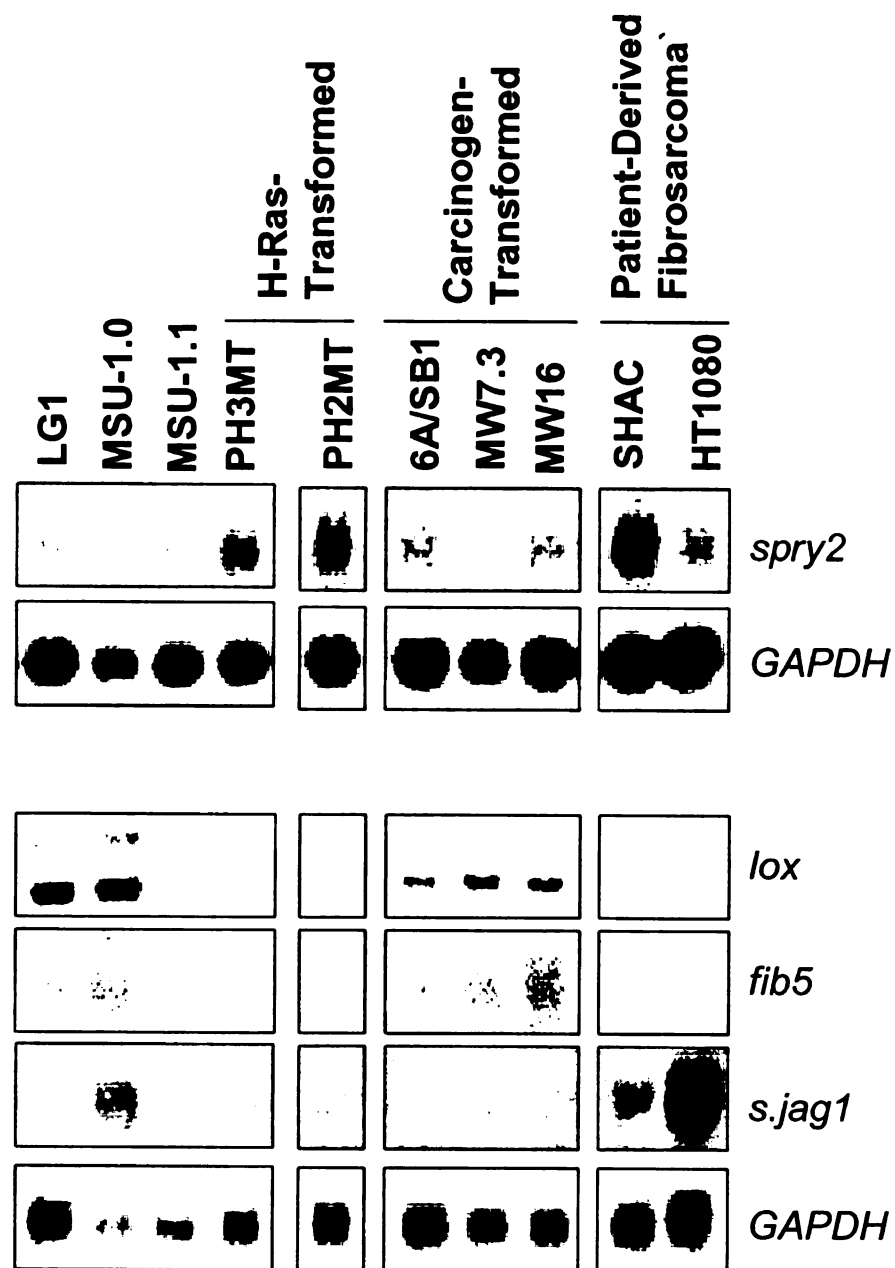 H-Ras-
Transformed
Carcinogen-
Transformed
Patient-Derived
Fibrosarcoma`
LG1
MSU-1.0
MSU-1.1
PH3MT
PH2MT
6A/SB1
MW7.3
MW16
SHAC
HT1080
spry2
GAPDH
lox
fib5
s.jag1
GAPDH